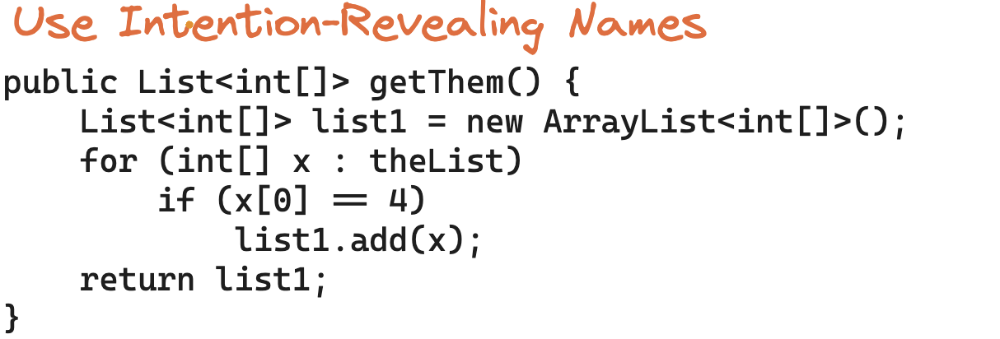 Use Intention-Revealing Names
public List<int[]> getThem() {
    List<int[]> list1 = new ArrayList<int[]>();
    for (int[] x : theList)
        if (x[0] == 4)
            list1.add(x);
    return list1;
}